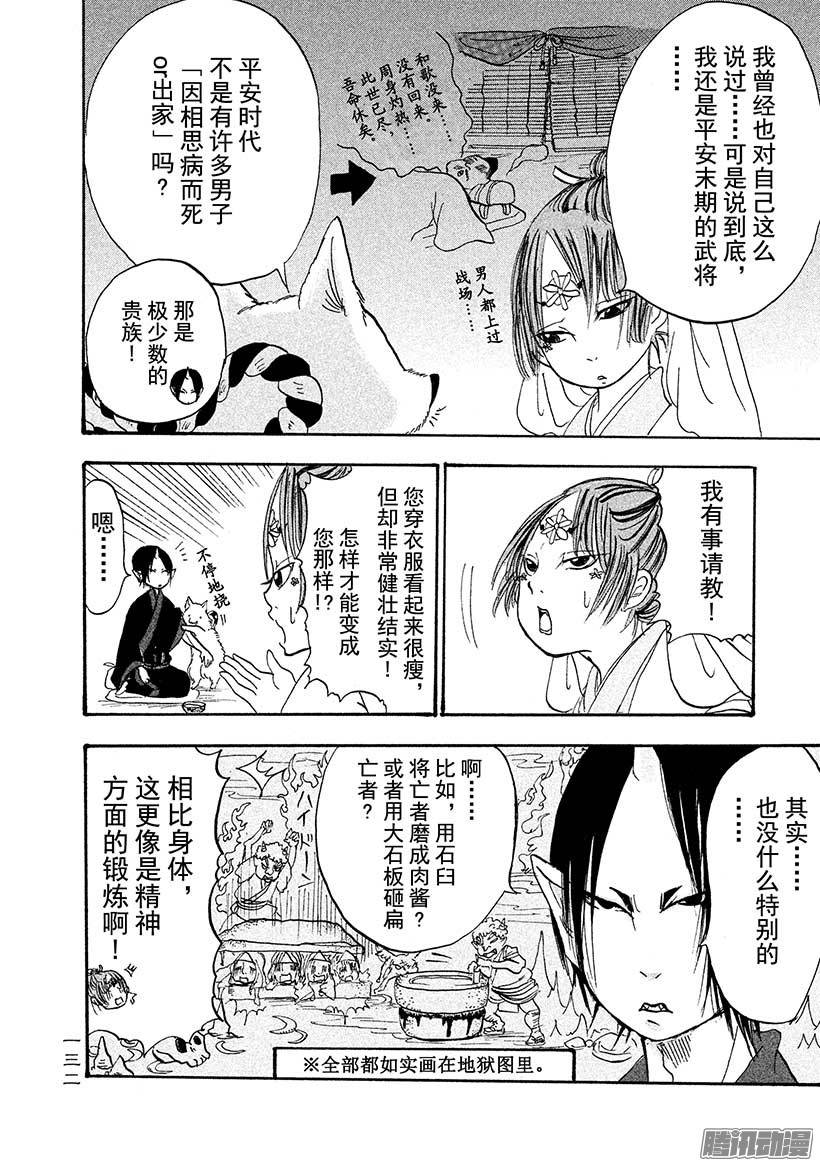 我曾经也对自己这么
说过……可是说到底，
我还是平安末期的武将
……
和歌没来……
没有回来。
周身灼热……
此世已尽，
吾命休矣。
男人都上过
战场……
平安时代
不是有许多男子
「因相思病而死
or出家」吗？
那是
极少数的
贵族！
我有事请教！
您穿衣服看起来很瘦，
但却非常健壮结实！
怎样才能变成
您那样！？
不停地挠
嗯……
其实……
也没什么特别的
……
啊……
比如，用石臼
将亡者磨成肉酱？
或者用大石板砸扁
亡者？
ハイドーン
相比身体，
这更像是精神
方面的锻炼啊！
※全部都如实画在地狱图里。
一三二
腾讯动漫